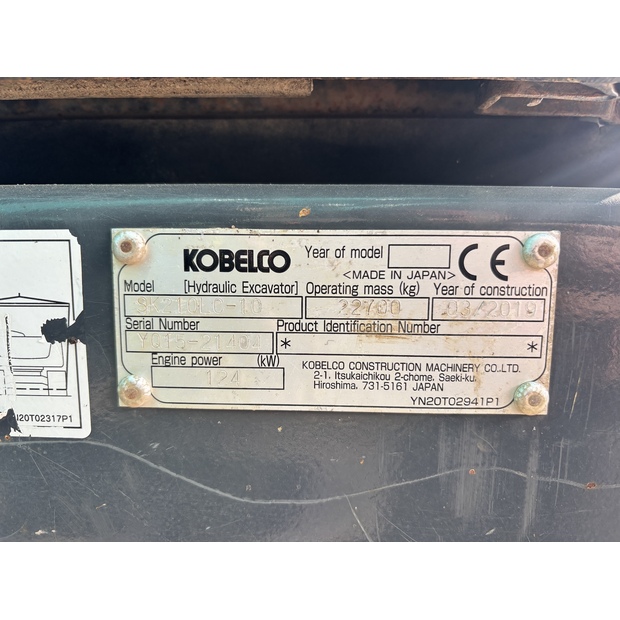 KOBELCO Year of model
<MADE IN JAPAN> CE
Model [Hydraulic Excavator] Operating mass (kg) Year of construction
22700
Serial Number Product Identification Number
* *
Engine power (kW)
124
KOBELCO CONSTRUCTION MACHINERY CO.,LTD.
2-1. Itsukaichikou 2-chome. Saeki-ku.
Hiroshima. 731-5161 JAPAN
YN20T02941P1
N20T02317P1